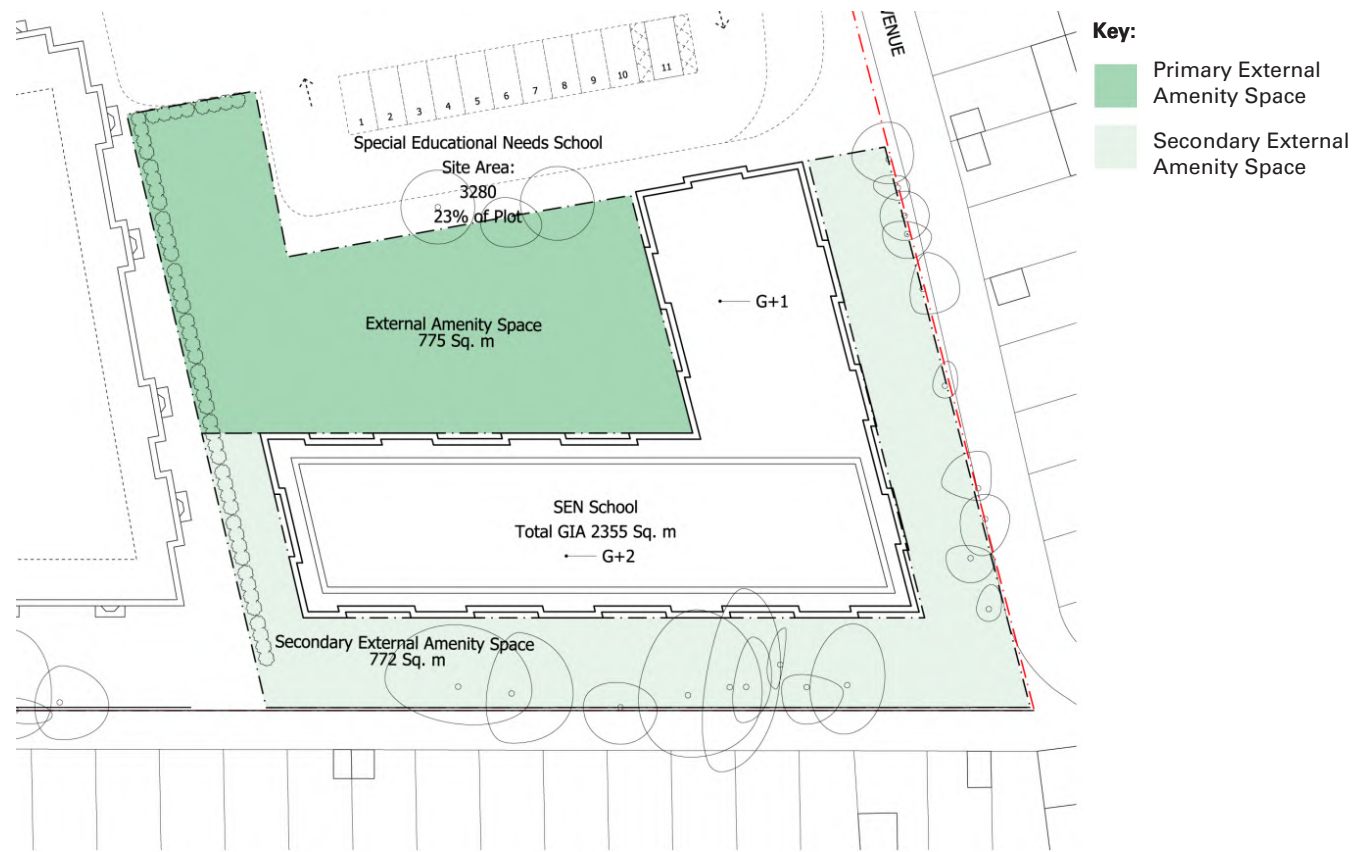 VENUE
Key:
Primary External
Amenity Space
Secondary External
Amenity Space
1
2
3
4
5
6
7
8
9
10
11
Special Educational Needs School
Site Area:
3280
23% of Plot
G+1
External Amenity Space
775 Sq. m
SEN School
Total GIA 2355 Sq. m
G+2
Secondary External Amenity Space
772 Sq. m